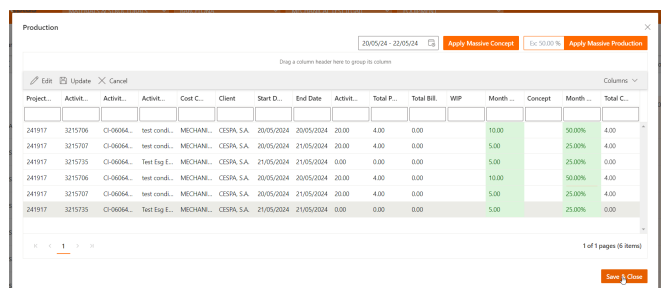 Production
20/05/24 - 22/05/24 Apply Massive Concept Ex: 50.00 % Apply Massive Production
Drag a column header here to group its column
Edit Update Cancel Columns
Project... Activit... Activit... Activit... Cost C... Client Start D... End Date Activit... Total P... Total Bill. WIP Month ... Concept Month ... Total C...
241917 3215706 CI-06064... test condi... MECHANI... CESPA, S.A. 20/05/2024 20/05/2024 20.00 4.00 0.00 10.00 50.00% 4.00
241917 3215707 CI-06064... test condi... MECHANI... CESPA, S.A. 20/05/2024 21/05/2024 20.00 4.00 0.00 5.00 25.00% 4.00
241917 3215735 CI-06064... Test Esg E... MECHANI... CESPA, S.A. 21/05/2024 21/05/2024 0.00 0.00 0.00 5.00 25.00% 0.00
241917 3215706 CI-06064... test condi... MECHANI... CESPA, S.A. 20/05/2024 20/05/2024 20.00 4.00 0.00 10.00 50.00% 4.00
241917 3215707 CI-06064... test condi... MECHANI... CESPA, S.A. 20/05/2024 21/05/2024 20.00 4.00 0.00 5.00 25.00% 4.00
241917 3215735 CI-06064... Test Esg E... MECHANI... CESPA, S.A. 21/05/2024 21/05/2024 0.00 0.00 0.00 5.00 25.00% 0.00
1 1 of 1 pages (6 items)
Save & Close